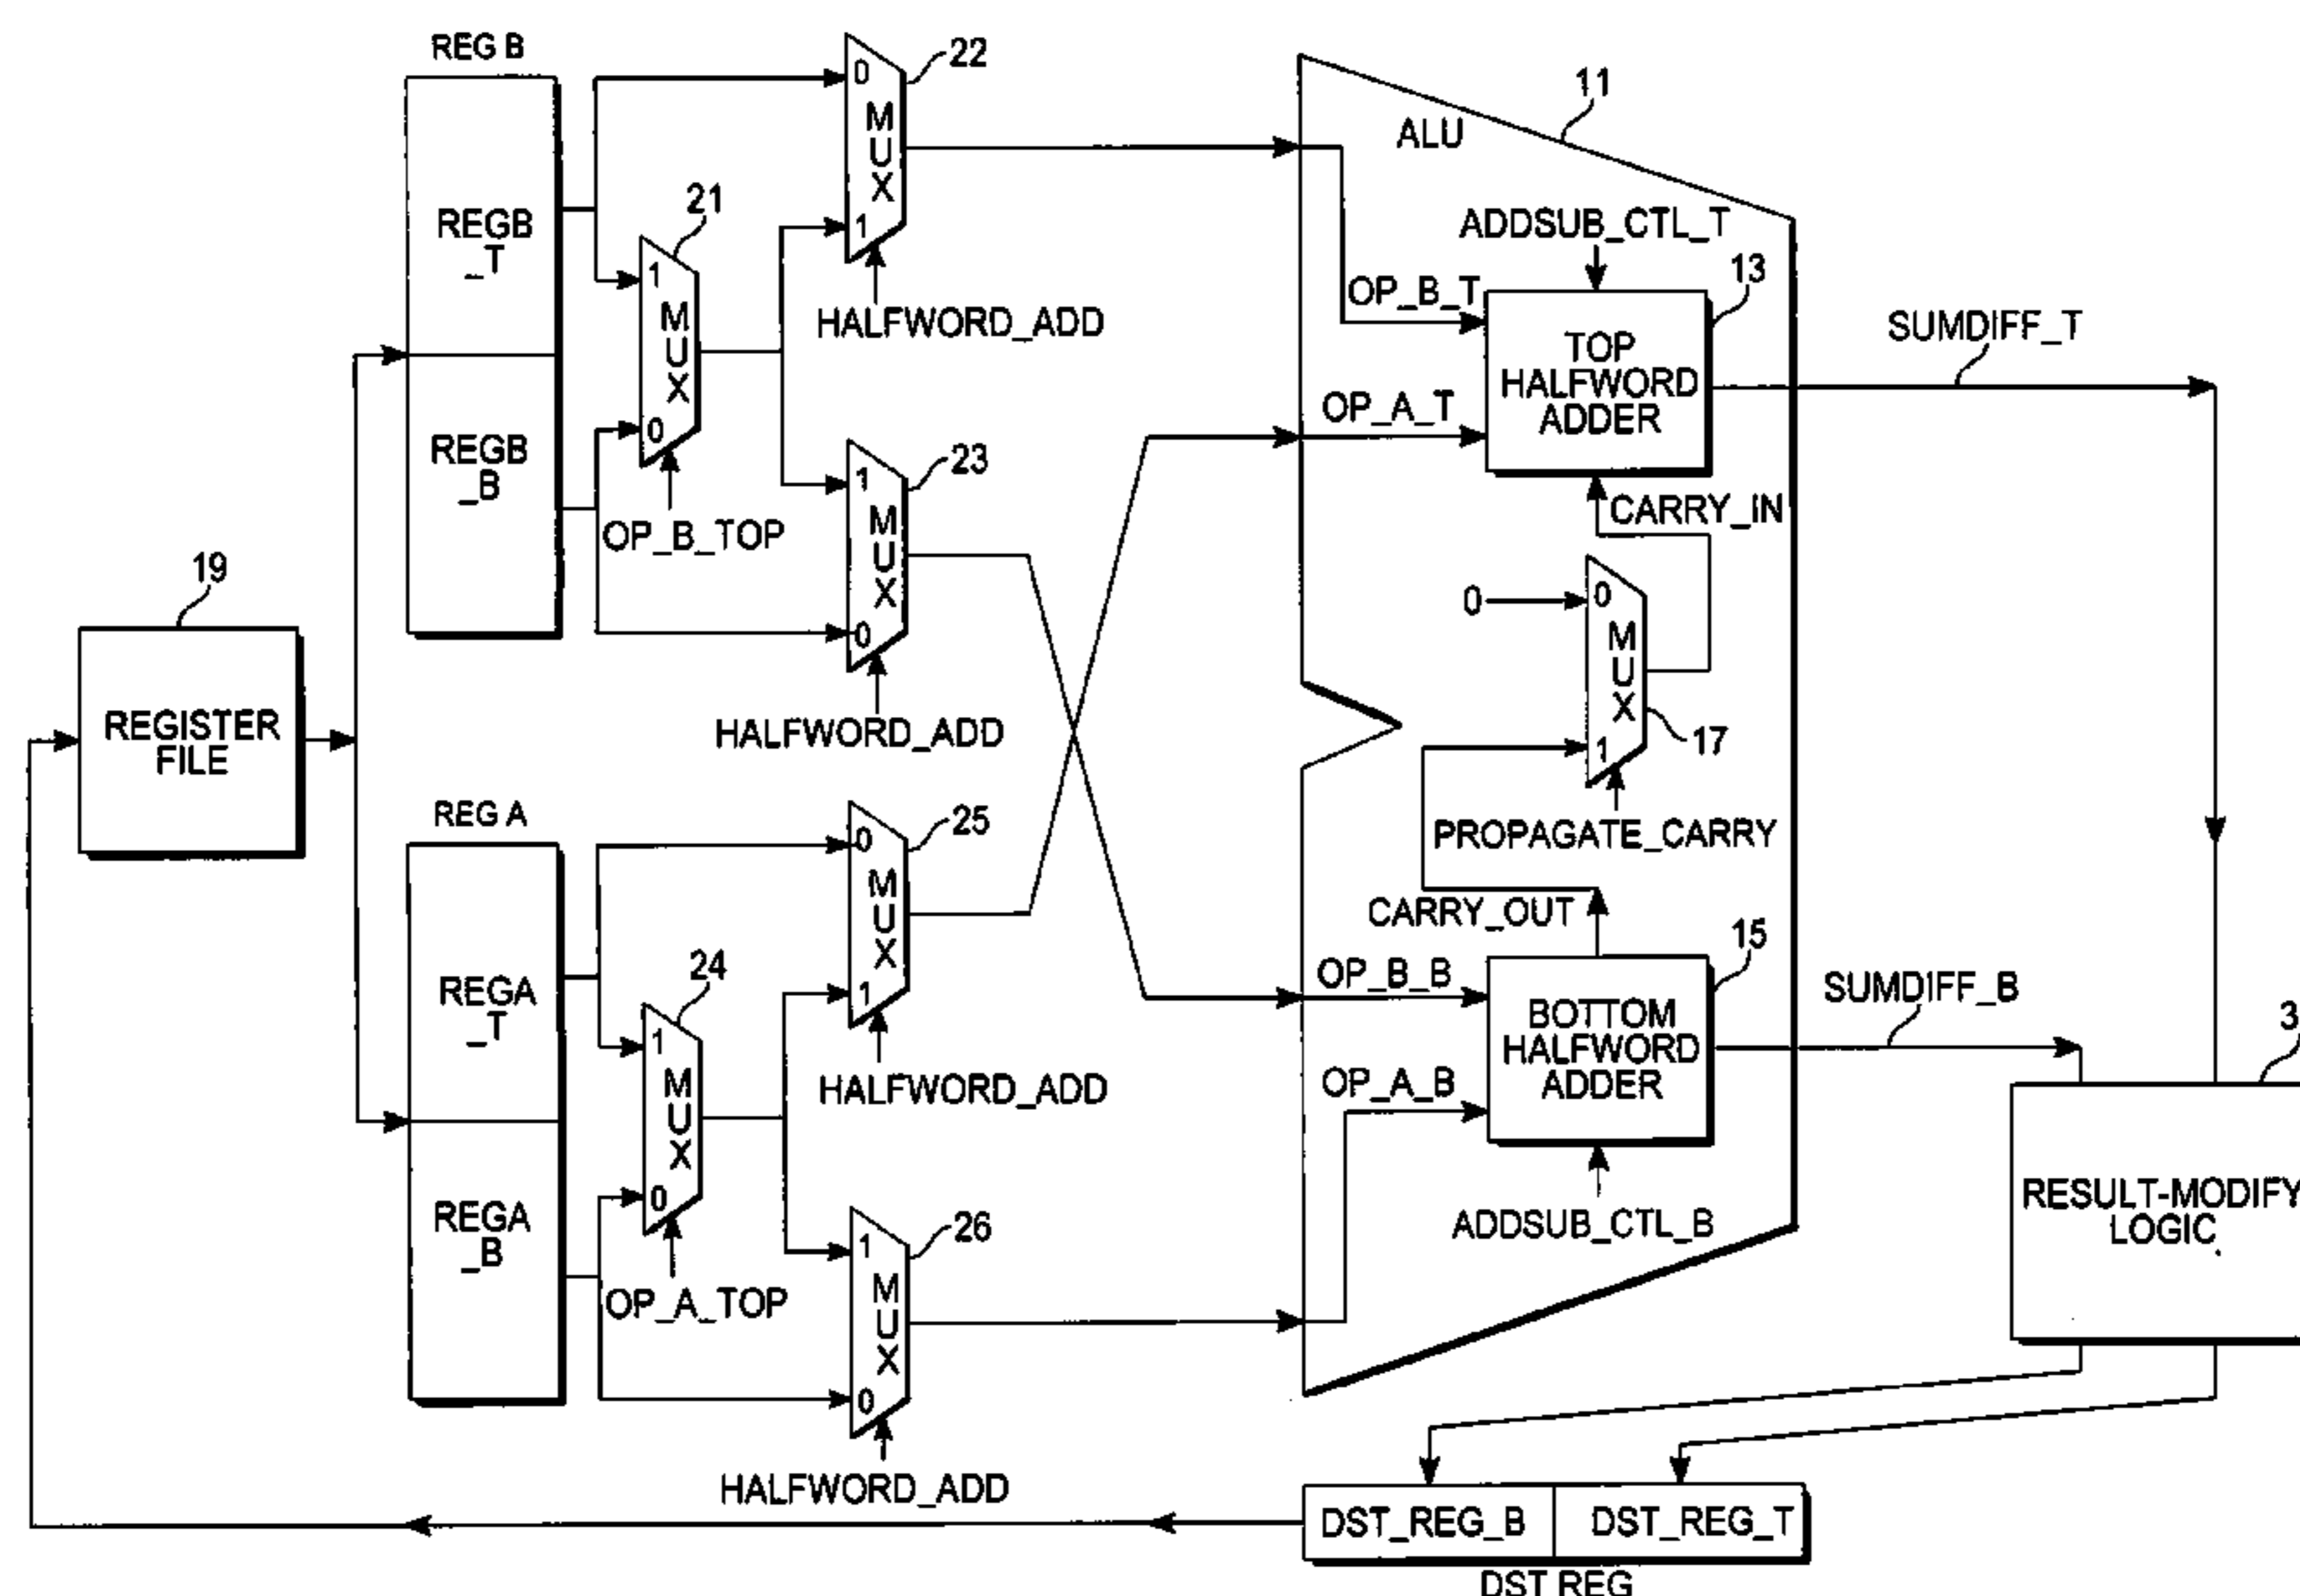 REG B
REGB
_T
REGB
_B
21
1
MUX
0
OP_B_TOP
22
0
MUX
1
HALFWORD_ADD
23
1
MUX
0
HALFWORD_ADD
19
REGISTER
FILE
REG A
REGA
_T
REGA
_B
24
1
MUX
0
OP_A_TOP
25
0
MUX
1
HALFWORD_ADD
26
1
MUX
0
HALFWORD_ADD
11
ALU
ADDSUB_CTL_T
13
OP_B_T
OP_A_T
TOP
HALFWORD
ADDER
SUMDIFF_T
CARRY_IN
0
0
MUX
1
17
PROPAGATE_CARRY
CARRY_OUT
15
OP_B_B
OP_A_B
BOTTOM
HALFWORD
ADDER
SUMDIFF_B
ADDSUB_CTL_B
RESULT-MODIFY
LOGIC
DST_REG_B
DST_REG_T
DST REG